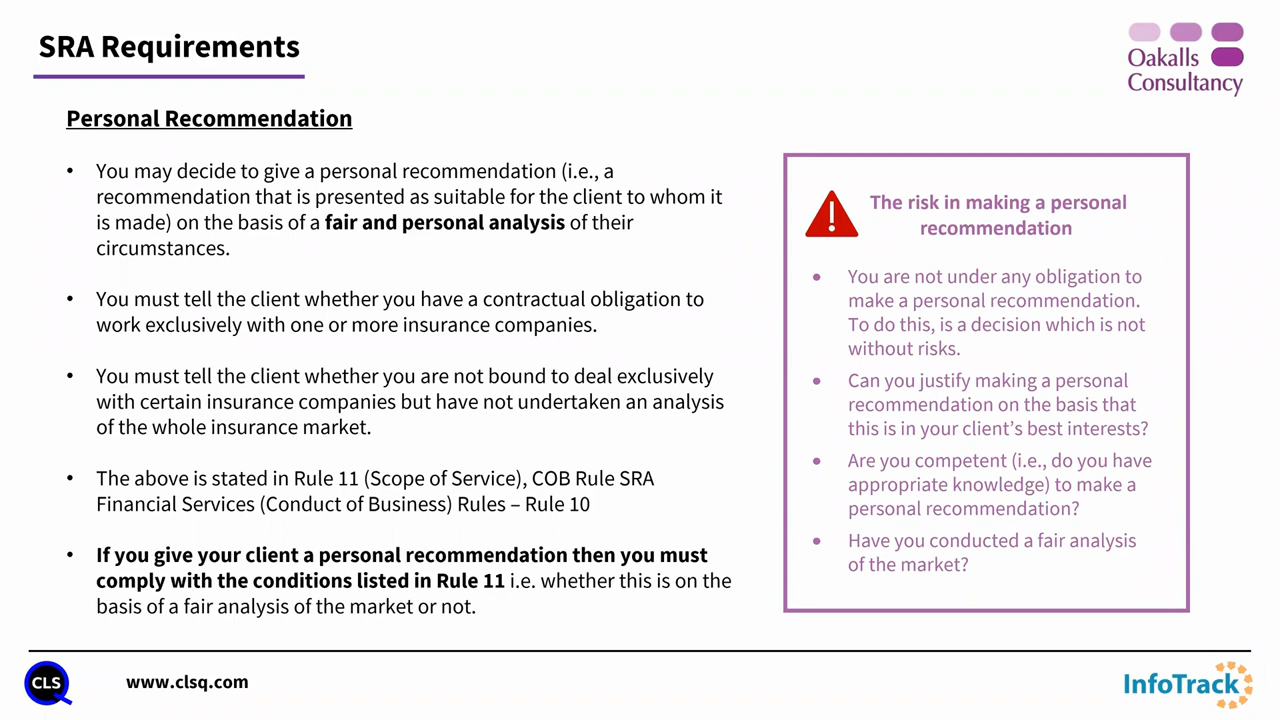 SRA Requirements
Oakalls
Consultancy
Personal Recommendation
• You may decide to give a personal recommendation (i.e., a
recommendation that is presented as suitable for the client to whom it
is made) on the basis of a fair and personal analysis of their
circumstances.
• You must tell the client whether you have a contractual obligation to
work exclusively with one or more insurance companies.
• You must tell the client whether you are not bound to deal exclusively
with certain insurance companies but have not undertaken an analysis
of the whole insurance market.
• The above is stated in Rule 11 (Scope of Service), COB Rule SRA
Financial Services (Conduct of Business) Rules – Rule 10
• If you give your client a personal recommendation then you must
comply with the conditions listed in Rule 11 i.e. whether this is on the
basis of a fair analysis of the market or not.
The risk in making a personal
recommendation
• You are not under any obligation to
make a personal recommendation.
To do this, is a decision which is not
without risks.
• Can you justify making a personal
recommendation on the basis that
this is in your client’s best interests?
• Are you competent (i.e., do you have
appropriate knowledge) to make a
personal recommendation?
• Have you conducted a fair analysis
of the market?
CLS
www.clsq.com
InfoTrack